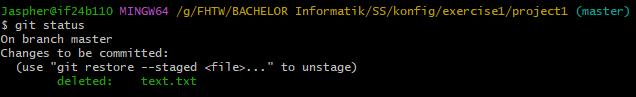 Jaspher@if24b110 MINGW64 /g/FHTW/BACHELOR Informatik/SS/konfig/exercise1/project1 (master)
$ git status
On branch master
Changes to be committed:
  (use "git restore --staged <file>..." to unstage)
        deleted:    text.txt